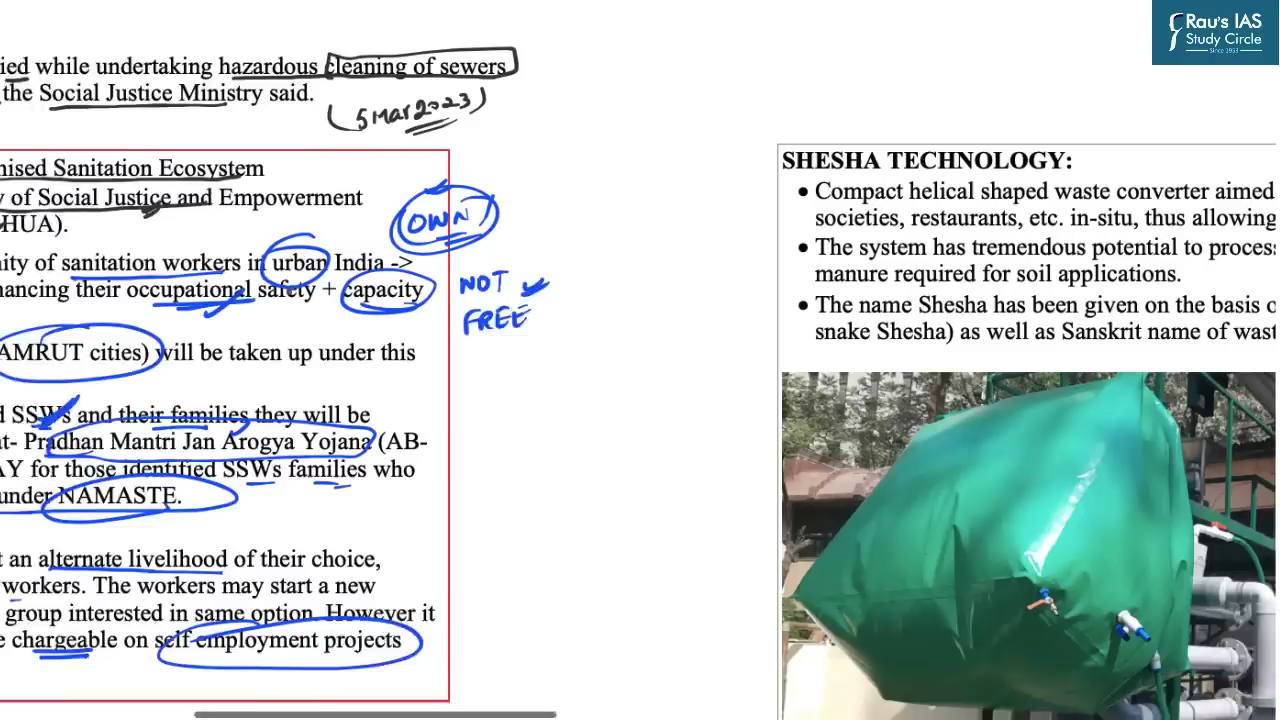 Rau's IAS
Study Circle
Since 1953
ied while undertaking hazardous cleaning of sewers
the Social Justice Ministry said.
(5 Mar 2023)
nised Sanitation Ecosystem
y of Social Justice and Empowerment
HUA).
OWN
nity of sanitation workers in urban India ->
nancing their occupational safety + capacity
NOT
FREE
AMRUT cities) will be taken up under this
d SSWs and their families they will be
at- Pradhan Mantri Jan Arogya Yojana (AB-
AY for those identified SSWs families who
under NAMASTE.
t an alternate livelihood of their choice,
workers. The workers may start a new
group interested in same option. However it
e chargeable on self-employment projects
SHESHA TECHNOLOGY:
• Compact helical shaped waste converter aimed
societies, restaurants, etc. in-situ, thus allowing
• The system has tremendous potential to process
manure required for soil applications.
• The name Shesha has been given on the basis o
snake Shesha) as well as Sanskrit name of wast